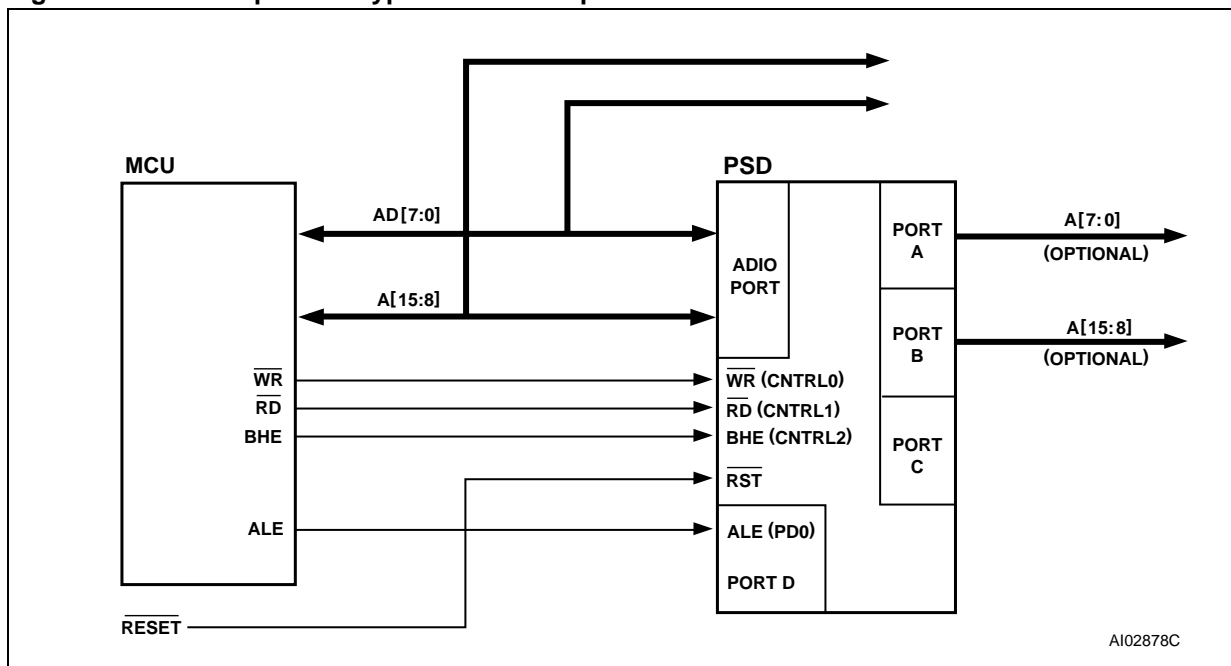 MCU
PSD
AD[7:0]
A[15:8]
ADIO
PORT
PORT
A
A[7:0]
(OPTIONAL)
PORT
B
A[15:8]
(OPTIONAL)
PORT
C
WR
RD
BHE
ALE
WR (CNTRL0)
RD (CNTRL1)
BHE (CNTRL2)
RST
ALE (PD0)
PORT D
RESET
AI02878C